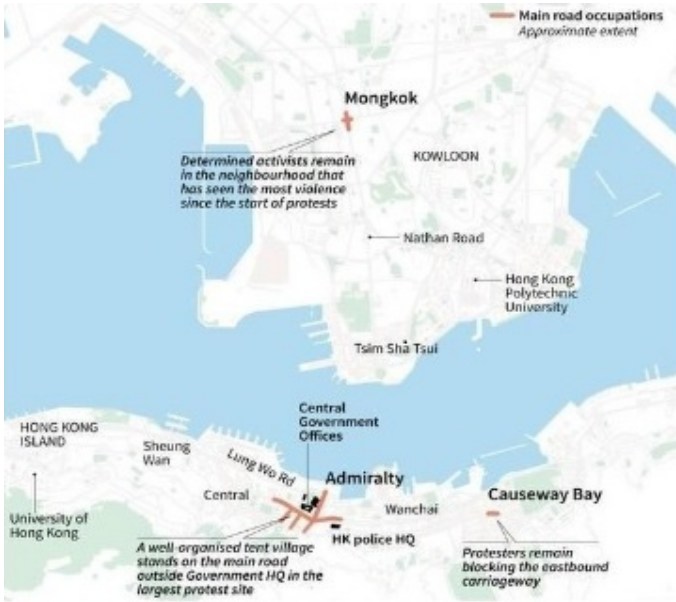 Main road occupations
Approximate extent
Mongkok
Determined activists remain
in the neighbourhood that
has seen the most violence
since the start of protests
KOWLOON
Nathan Road
Hong Kong
Polytechnic
University
Tsim Sha Tsui
Central
Government
Offices
HONG KONG
ISLAND
Sheung
Wan
Lung Wo Rd
Admiralty
Central
Wanchai
Causeway Bay
University of
Hong Kong
HK police HQ
A well-organised tent village
stands on the main road
outside Government HQ in the
largest protest site
Protesters remain
blocking the eastbound
carriageway